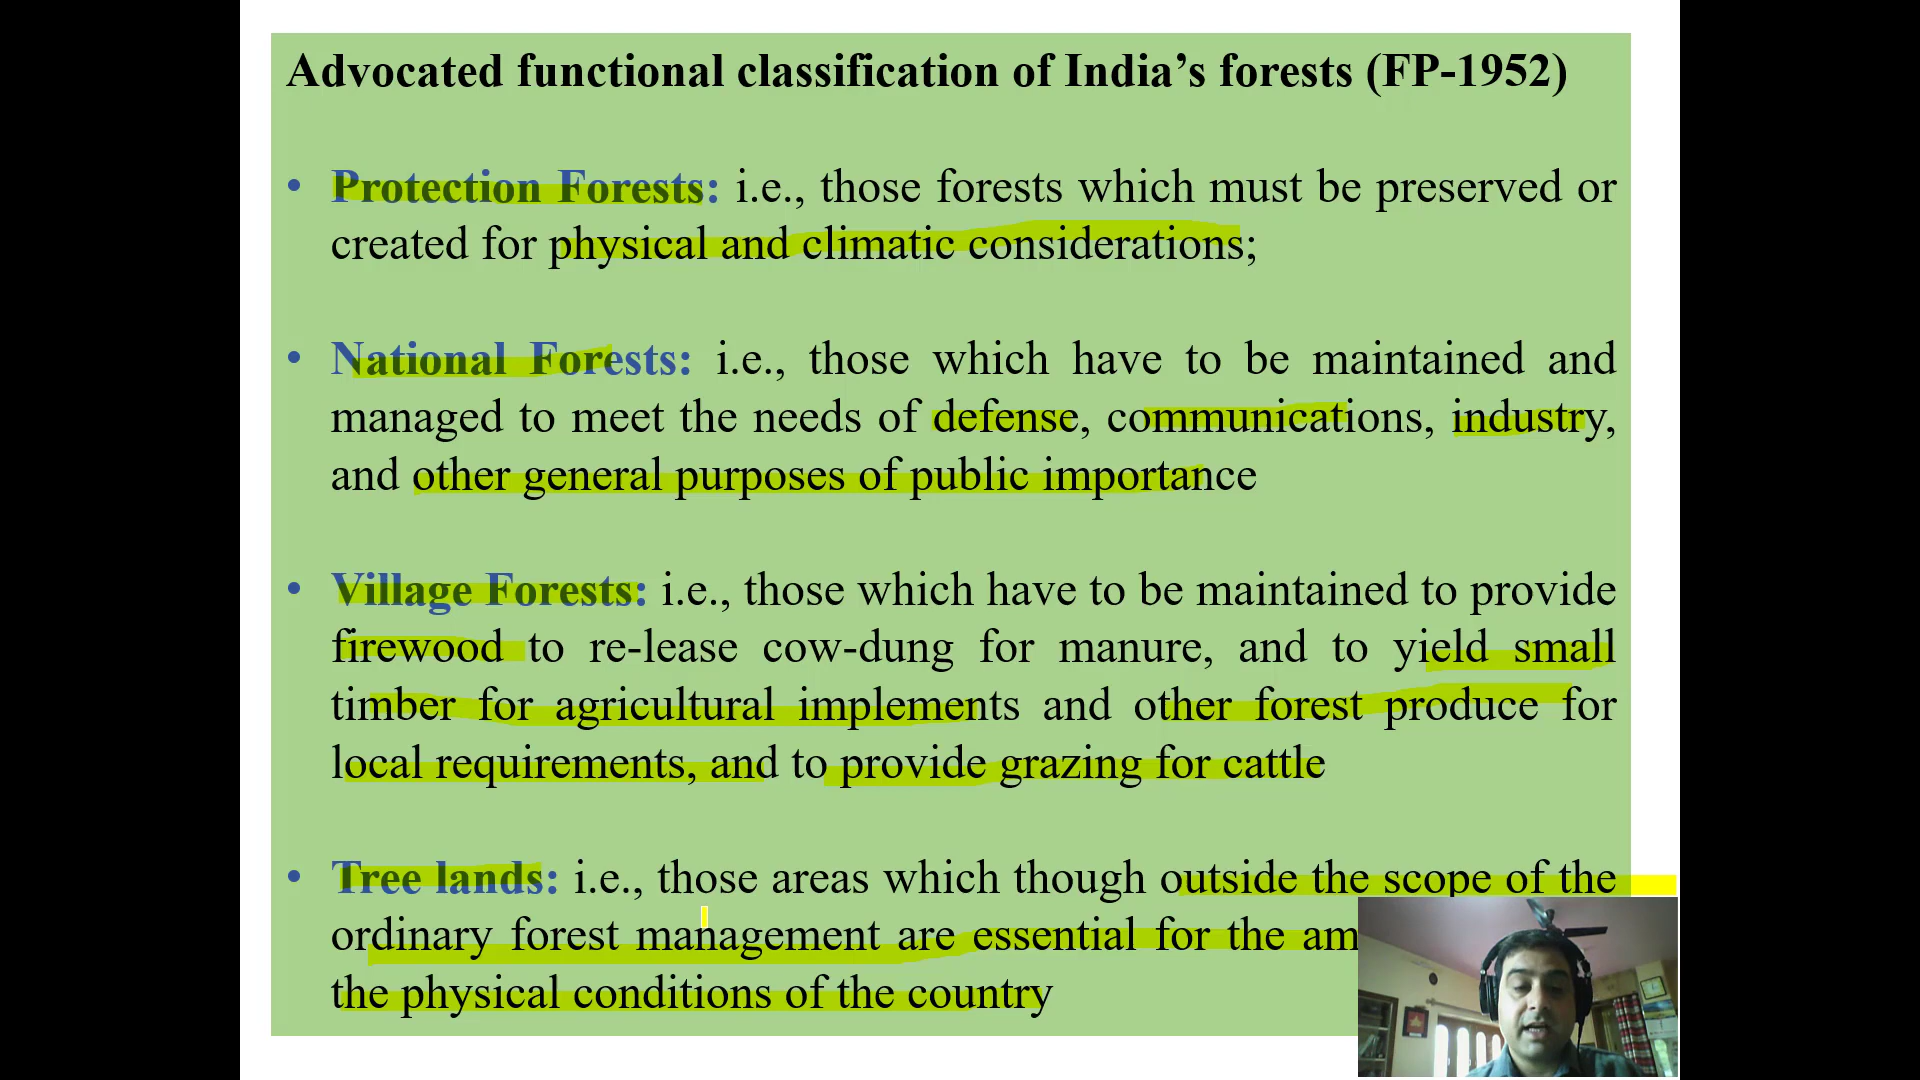 Advocated functional classification of India’s forests (FP-1952)
• Protection Forests: i.e., those forests which must be preserved or
created for physical and climatic considerations;
• National Forests: i.e., those which have to be maintained and
managed to meet the needs of defense, communications, industry,
and other general purposes of public importance
• Village Forests: i.e., those which have to be maintained to provide
firewood to re-lease cow-dung for manure, and to yield small
timber for agricultural implements and other forest produce for
local requirements, and to provide grazing for cattle
• Tree lands: i.e., those areas which though outside the scope of the
ordinary forest management are essential for the
the physical conditions of the country